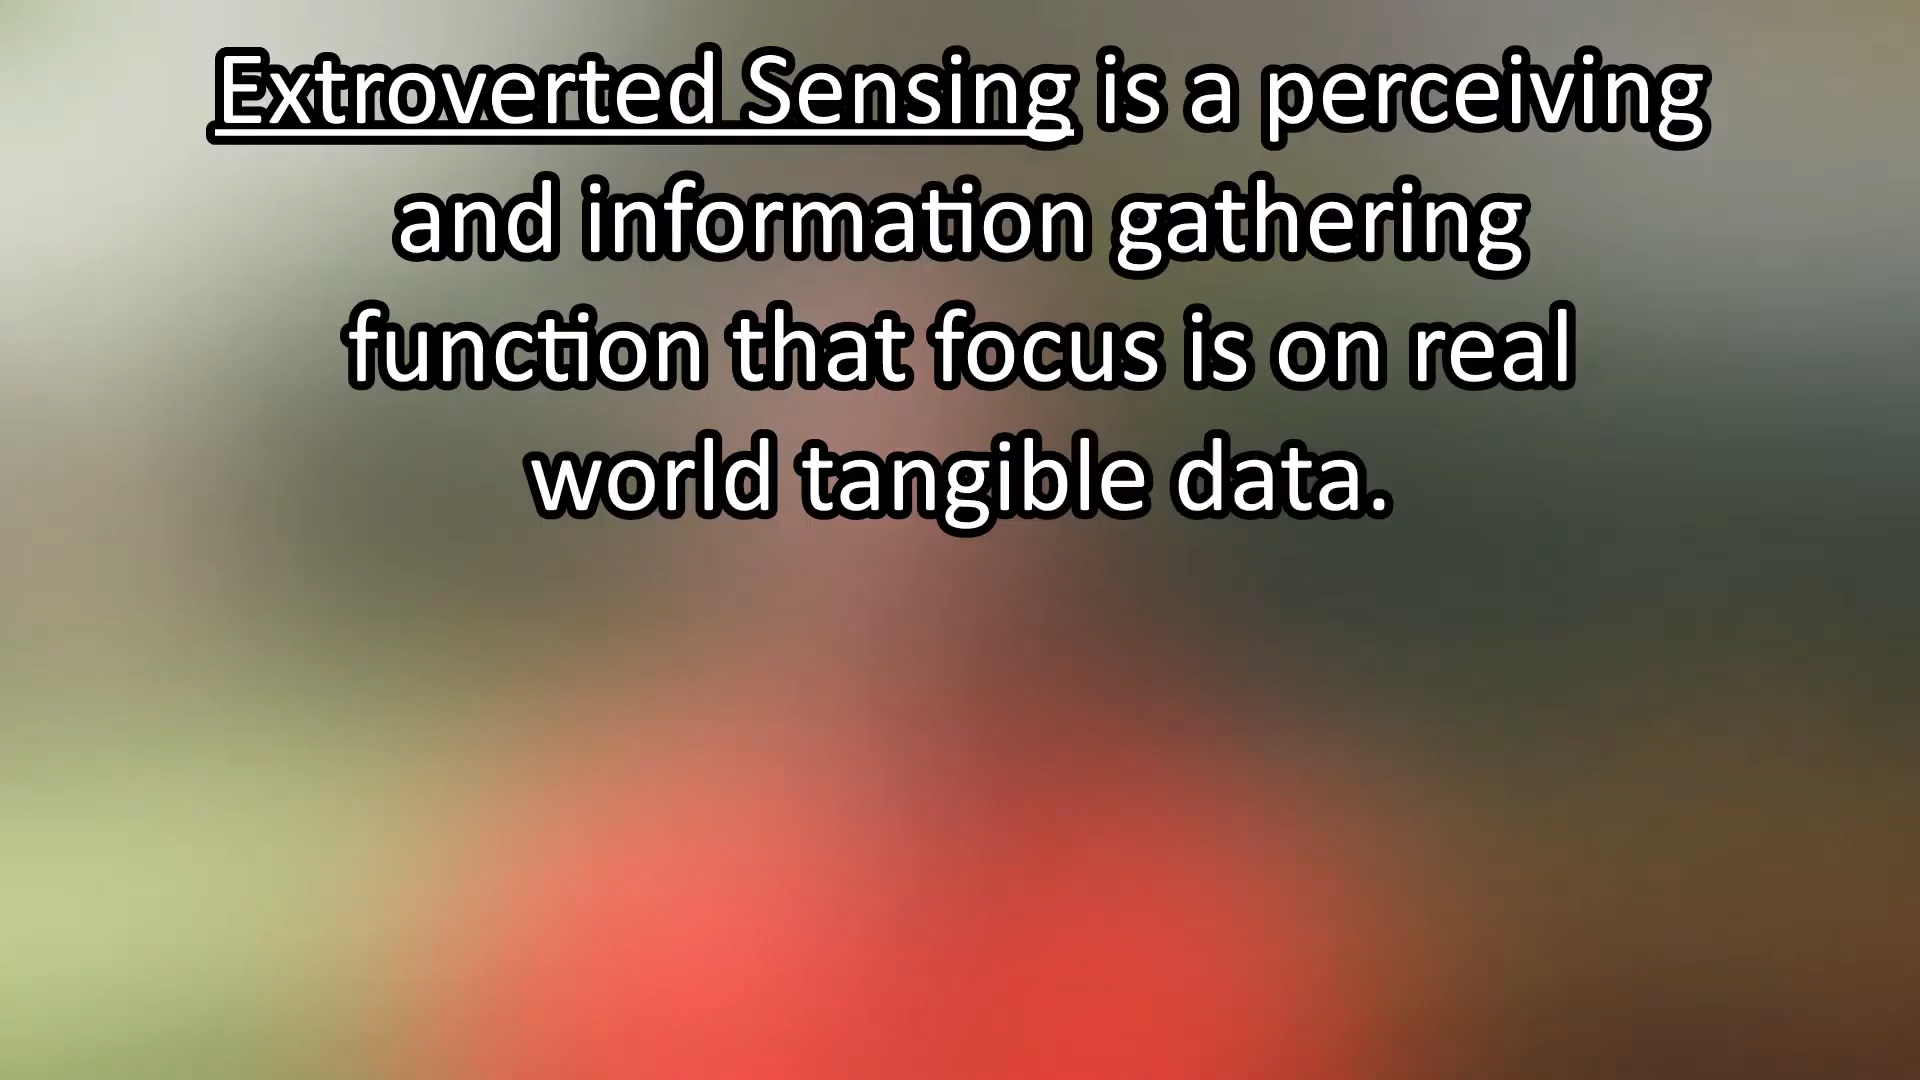 Extroverted Sensing is a perceiving
and information gathering
function that focus is on real
world tangible data.